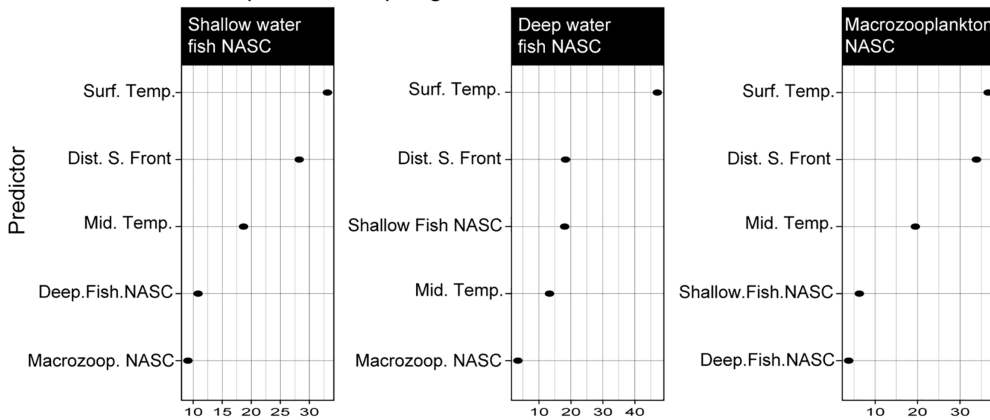 Shallow water
fish NASC
Deep water
fish NASC
Macrozooplankton
NASC
Predictor
Surf. Temp.
Dist. S. Front
Mid. Temp.
Deep.Fish.NASC
Macrozoop. NASC
10 15 20 25 30
Surf. Temp.
Dist. S. Front
Shallow Fish NASC
Mid. Temp.
Macrozoop. NASC
10 20 30 40
Surf. Temp.
Dist. S. Front
Mid. Temp.
Shallow.Fish.NASC
Deep.Fish.NASC
10 20 30